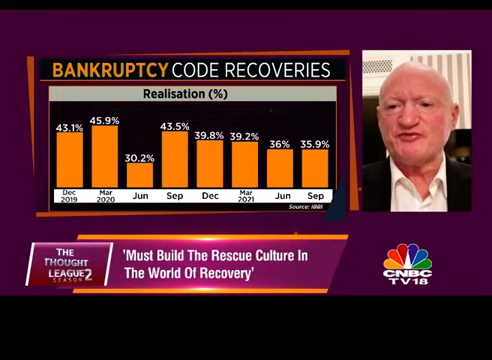 BANKRUPTCY CODE RECOVERIES
Realisation (%)
43.1% 45.9% 30.2% 43.5% 39.8% 39.2% 36% 35.9%
Dec 2019 Mar 2020 Jun Sep Dec Mar 2021 Jun Sep
Source: IBBI
THE
THOUGHT
LEAGUE 2
SEASON
'Must Build The Rescue Culture In
The World Of Recovery'
CNBC
TV18